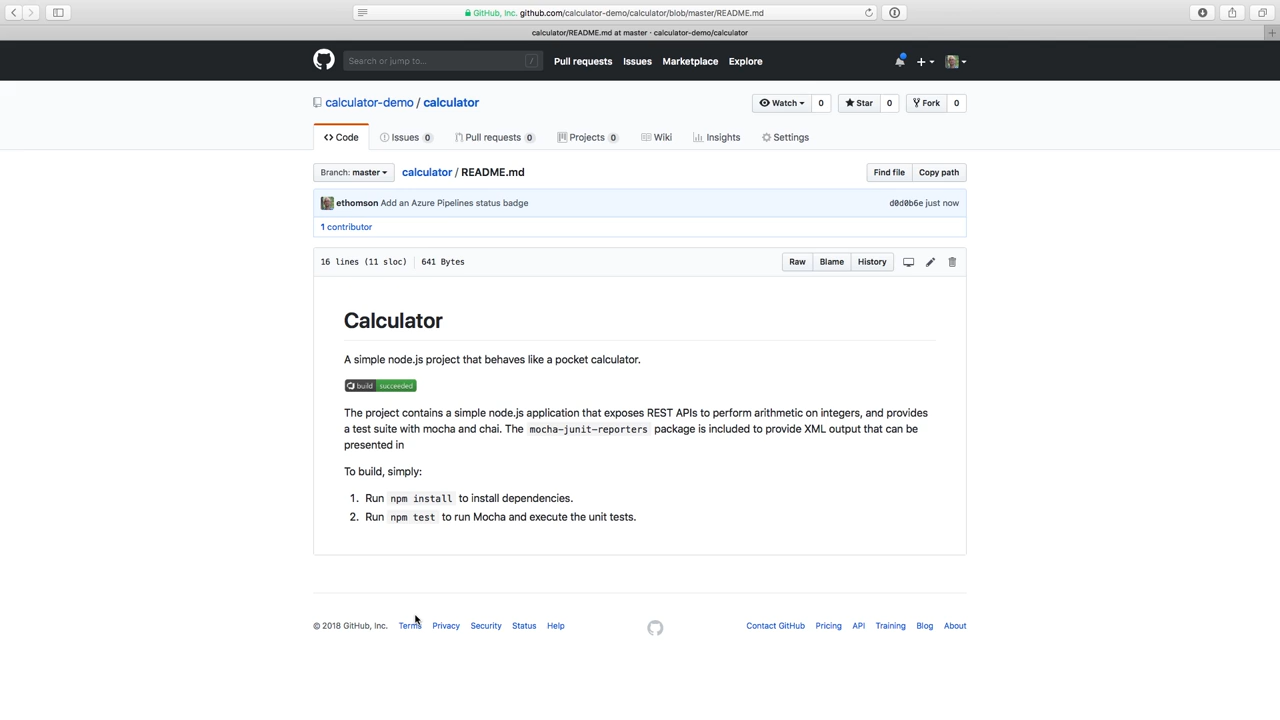 GitHub, Inc. github.com/calculator-demo/calculator/blob/master/README.md
calculator/README.md at master · calculator-demo/calculator
Search or jump to... / Pull requests Issues Marketplace Explore
calculator-demo / calculator Watch 0 Star 0 Fork 0
Code Issues 0 Pull requests 0 Projects 0 Wiki Insights Settings
Branch: master calculator / README.md Find file Copy path
ethomson Add an Azure Pipelines status badge d0d0b6e just now
1 contributor
16 lines (11 sloc) 641 Bytes Raw Blame History
Calculator
A simple node.js project that behaves like a pocket calculator.
build succeeded
The project contains a simple node.js application that exposes REST APIs to perform arithmetic on integers, and provides
a test suite with mocha and chai. The mocha-junit-reporters package is included to provide XML output that can be
presented in
To build, simply:
1. Run npm install to install dependencies.
2. Run npm test to run Mocha and execute the unit tests.
© 2018 GitHub, Inc. Terms Privacy Security Status Help Contact GitHub Pricing API Training Blog About